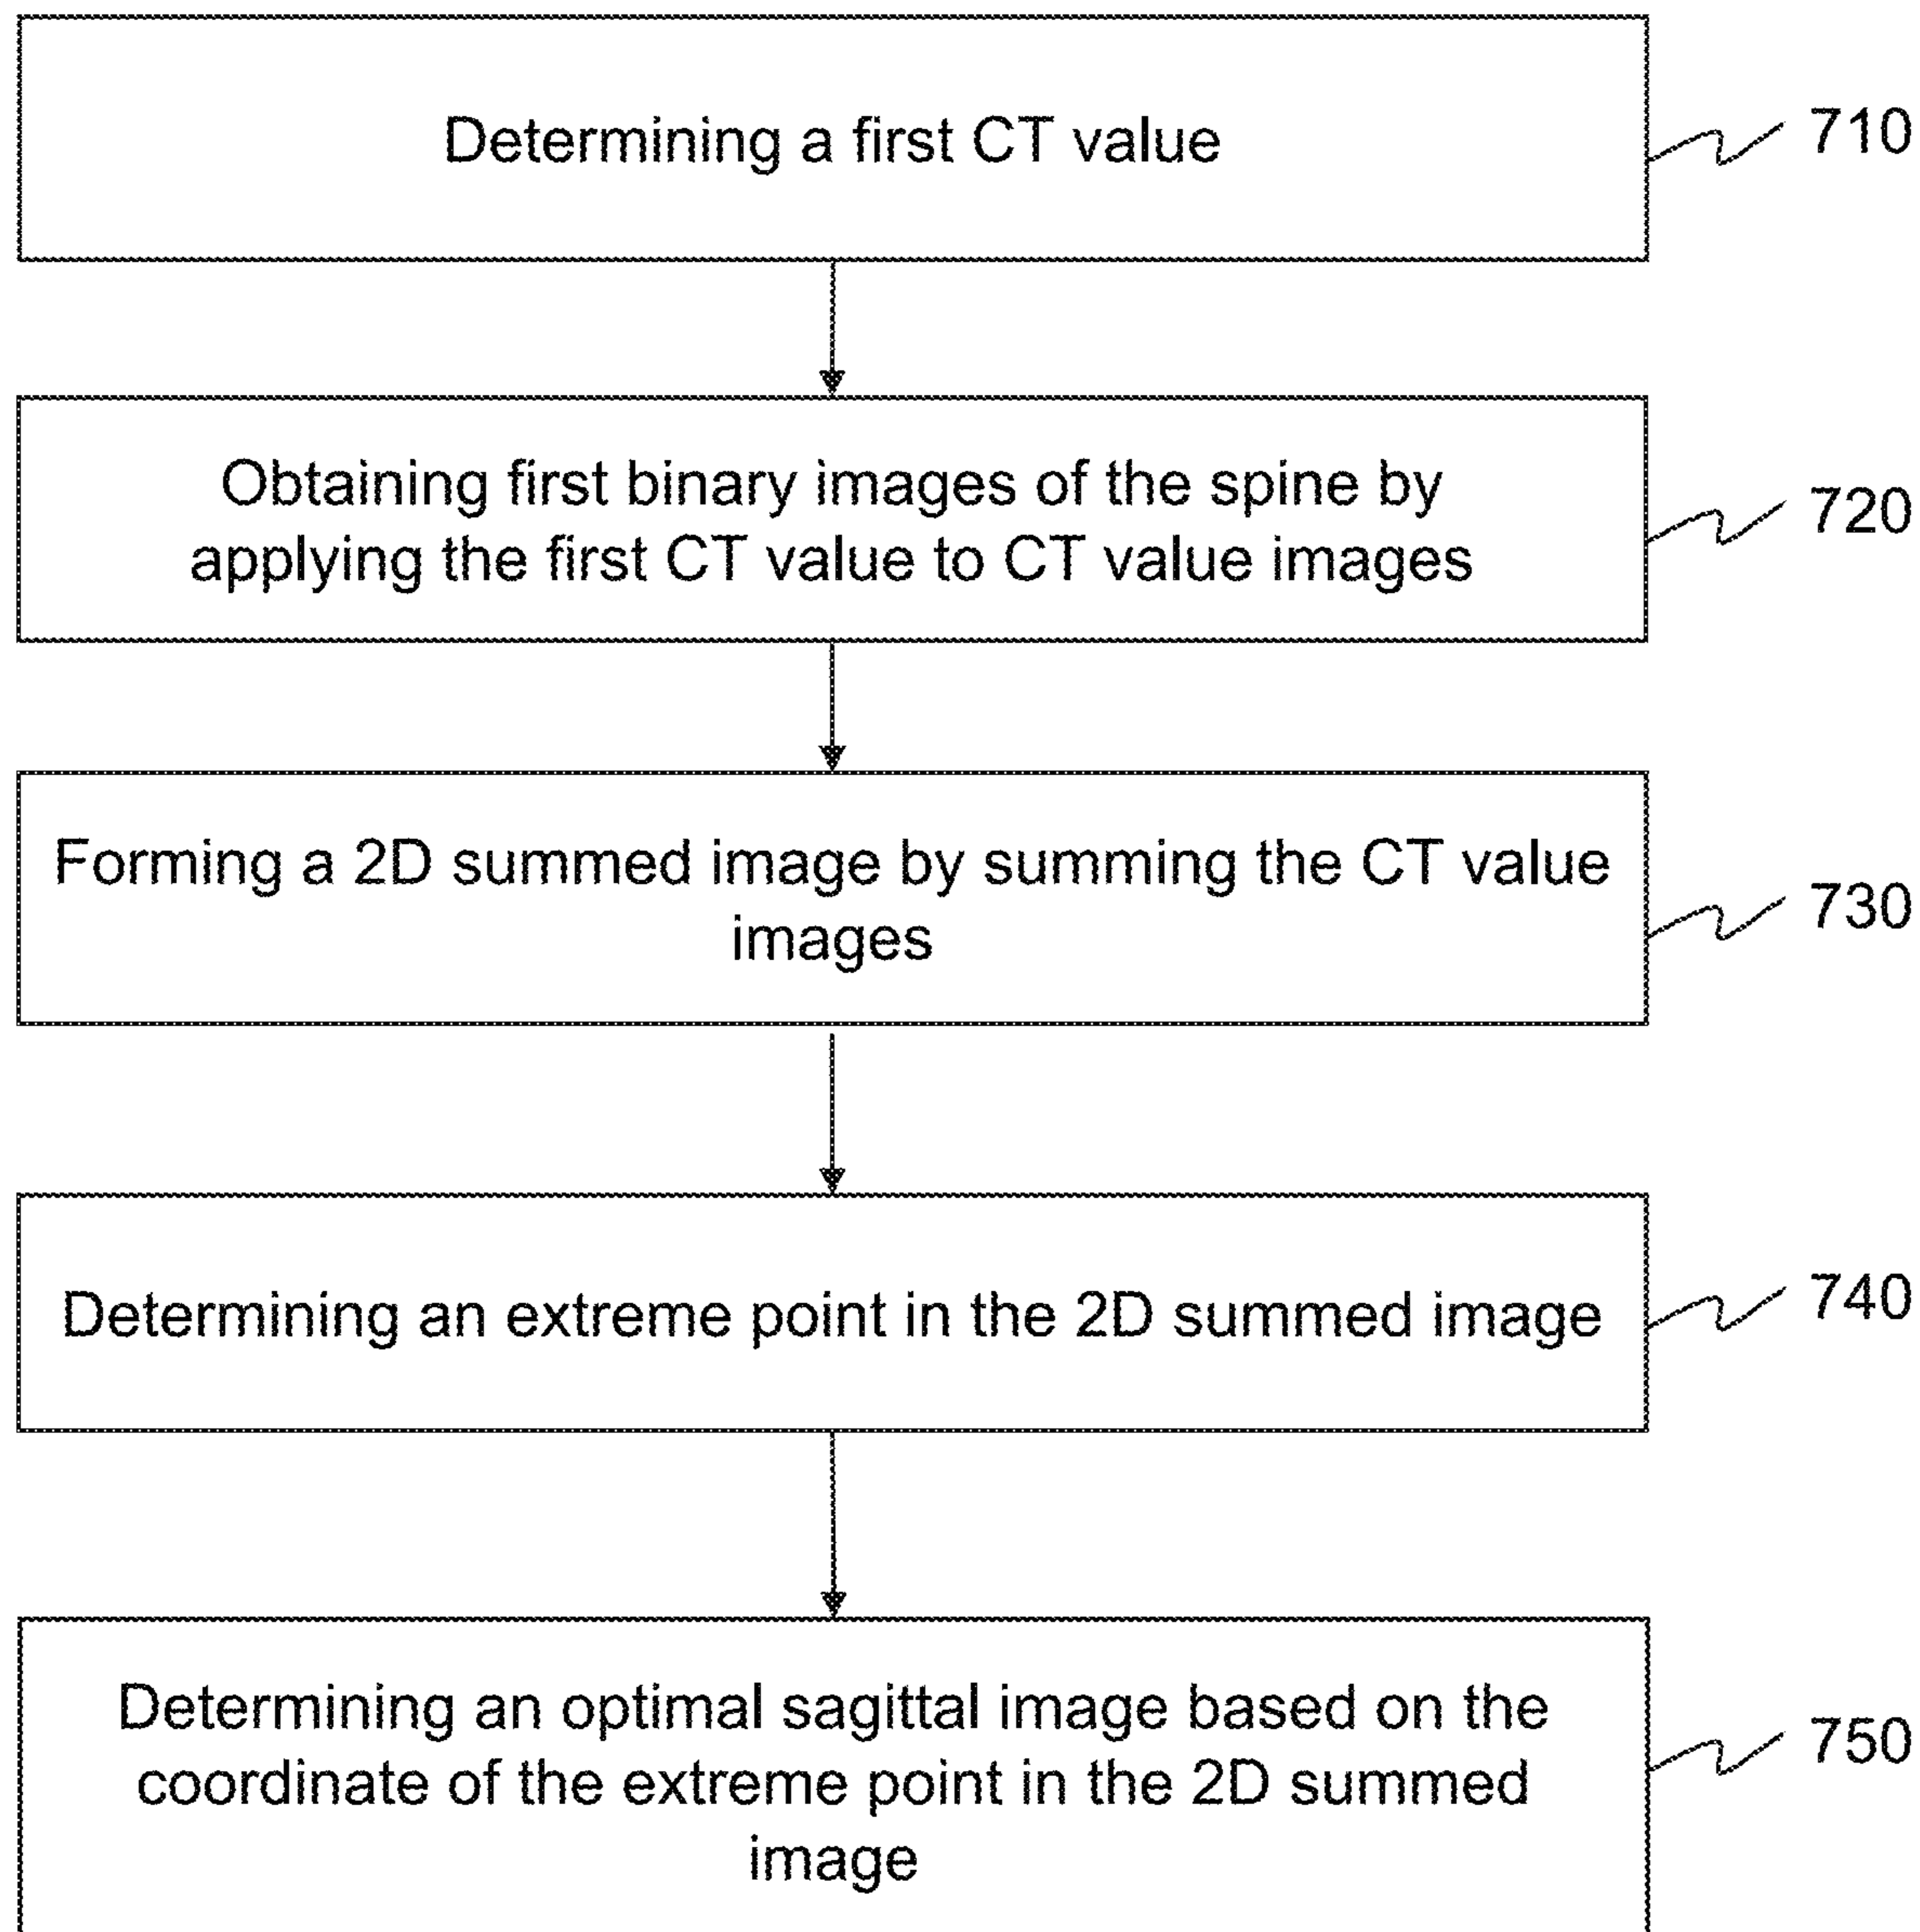 Determining a first CT value
710
Obtaining first binary images of the spine by
applying the first CT value to CT value images
720
Forming a 2D summed image by summing the CT value
images
730
Determining an extreme point in the 2D summed image
740
Determining an optimal sagittal image based on the
coordinate of the extreme point in the 2D summed
image
750